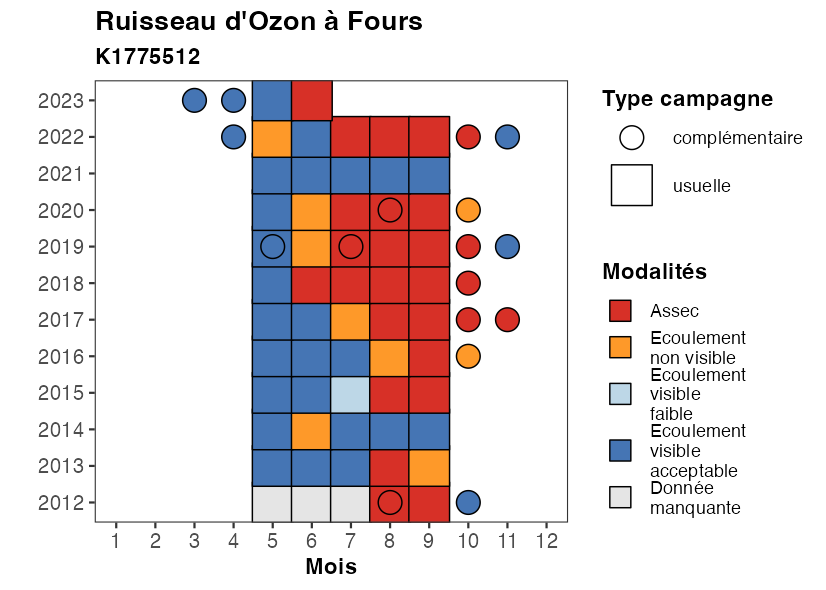 Ruisseau d'Ozon à Fours
K1775512
2023
2022
2021
2020
2019
2018
2017
2016
2015
2014
2013
2012
1 2 3 4 5 6 7 8 9 10 11 12
Mois
Type campagne
complémentaire
usuelle
Modalités
Assec
Ecoulement
non visible
Ecoulement
visible
faible
Ecoulement
visible
acceptable
Donnée
manquante